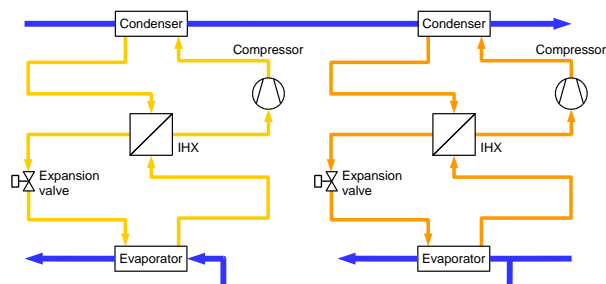 Condenser
Condenser
Compressor
Compressor
IHX
IHX
Expansion
valve
Expansion
valve
Evaporator
Evaporator